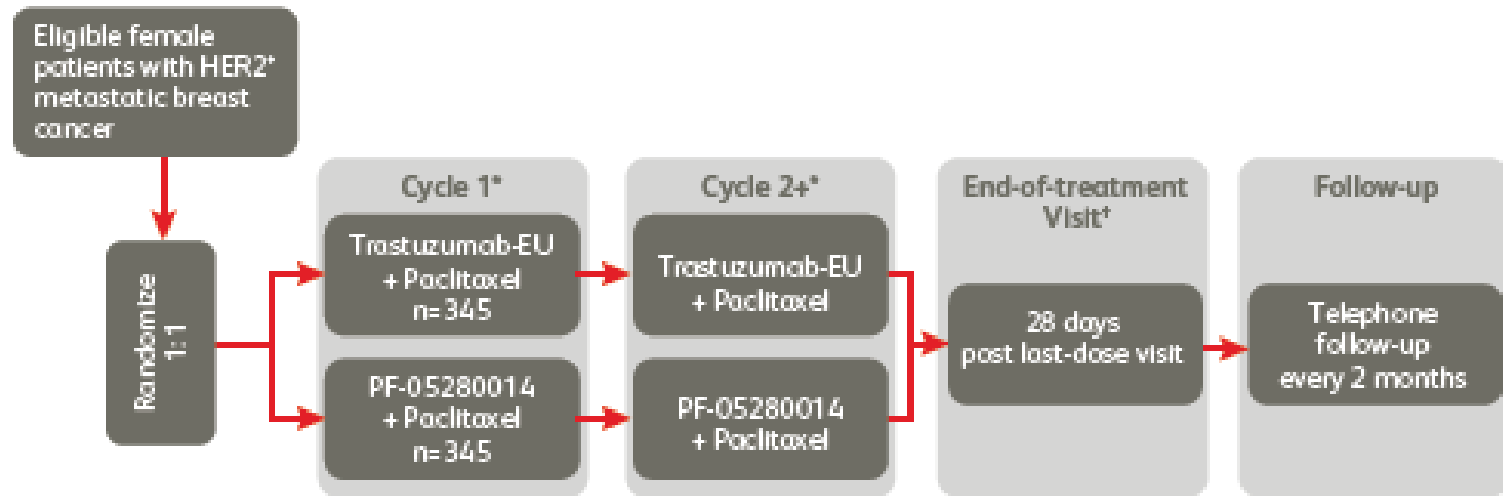 Eligible female
patients with HER2⁺
metastatic breast
cancer
Randomize
1:1
Cycle 1*
Trastuzumab-EU
+ Paclitaxel
n=345
PF-05280014
+ Paclitaxel
n=345
Cycle 2+*
Trastuzumab-EU
+ Paclitaxel
PF-05280014
+ Paclitaxel
End-of-treatment
Visit†
28 days
post last-dose visit
Follow-up
Telephone
follow-up
every 2 months